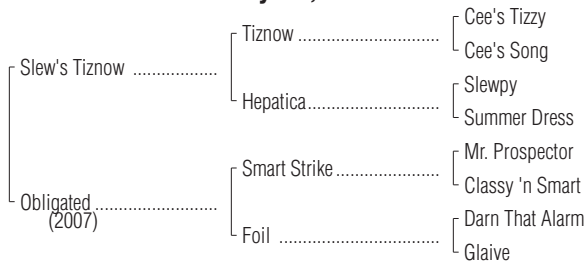 Cee's Tizzy
Tiznow ..................................
Cee's Song
Slew's Tiznow ....................
Slewpy
Hepatica................................
Summer Dress
Mr. Prospector
Smart Strike.........................
Classy 'n Smart
Obligated.............................
(2007)
Darn That Alarm
Foil ......................................
Glaive